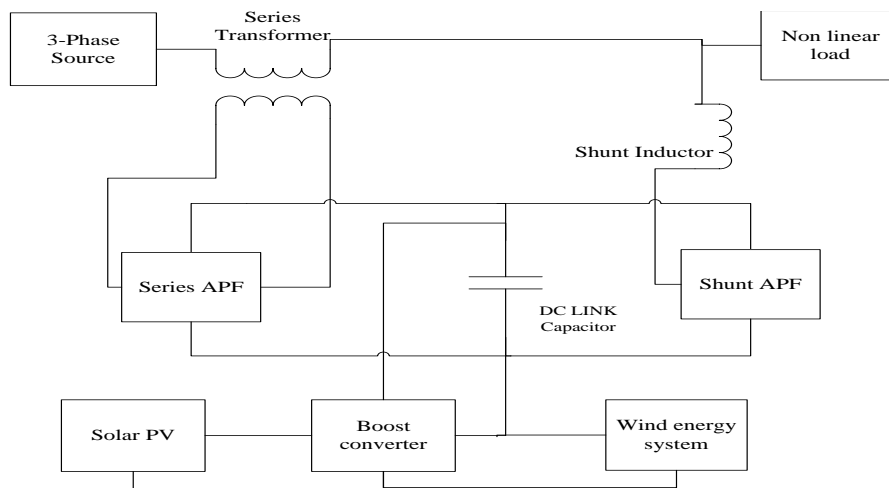 Series
Transformer
3-Phase
Source
Non linear
load
Shunt Inductor
Series APF
Shunt APF
DC LINK
Capacitor
Solar PV
Boost
converter
Wind energy
system